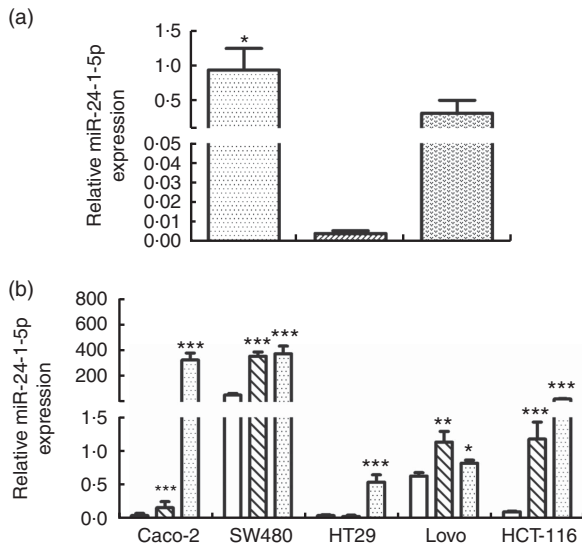 (a)
Relative miR-24-1-5p
expression
1·5
*
1·0
0·5
0·05
0·04
0·03
0·02
0·01
0·00
(b)
Relative miR-24-1-5p
expression
800
600
400
200
1·5
1·0
0·5
0·0
***
***
***
***
***
**
*
***
***
Caco-2
SW480
HT29
Lovo
HCT-116